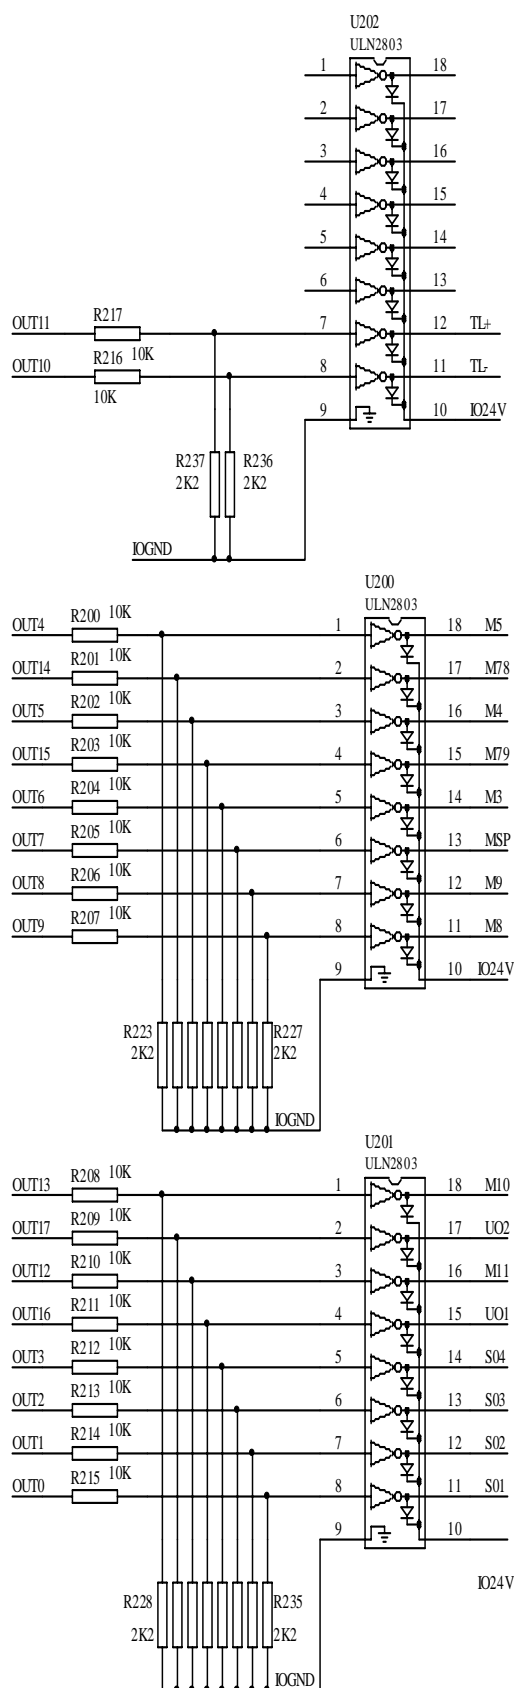 U202
ULN2803
1 18
2 17
3 16
4 15
5 14
6 13
OUT11 R217 10K 7 12 TL+
OUT10 R216 10K 8 11 TL-
9 10 IO24V
R237 R236
2K2 2K2
IOGND
U200
ULN2803
OUT4 R200 10K 1 18 M5
OUT14 R201 10K 2 17 M78
OUT5 R202 10K 3 16 M4
OUT15 R203 10K 4 15 M79
OUT6 R204 10K 5 14 M3
OUT7 R205 10K 6 13 MSP
OUT8 R206 10K 7 12 M9
OUT9 R207 10K 8 11 M8
9 10 IO24V
R223 R227
2K2 2K2
IOGND
U201
ULN2803
OUT13 R208 10K 1 18 M10
OUT17 R209 10K 2 17 UO2
OUT12 R210 10K 3 16 M11
OUT16 R211 10K 4 15 UO1
OUT3 R212 10K 5 14 S04
OUT2 R213 10K 6 13 S03
OUT1 R214 10K 7 12 S02
OUT0 R215 10K 8 11 S01
9 10
IO24V
R228 R235
2K2 2K2
IOGND